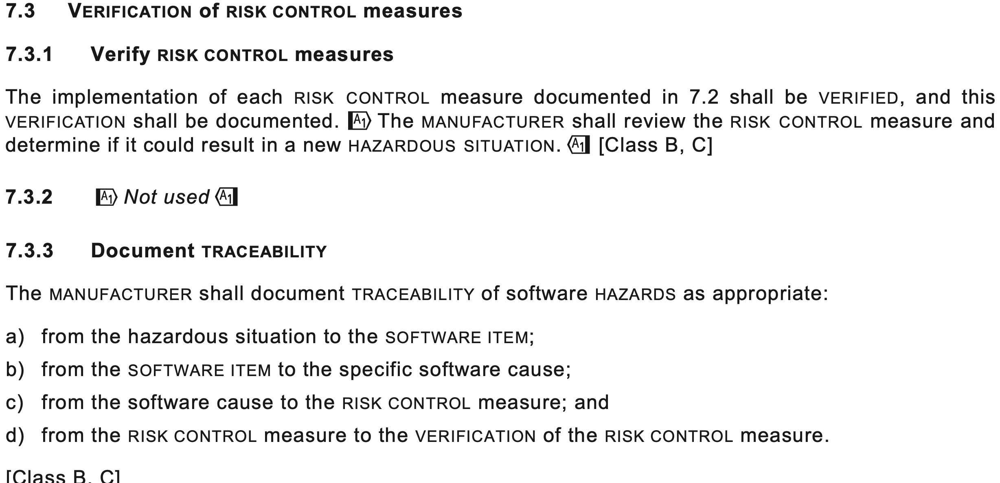 7.3 VERIFICATION of RISK CONTROL measures
7.3.1 Verify RISK CONTROL measures
The implementation of each RISK CONTROL measure documented in 7.2 shall be VERIFIED, and this
VERIFICATION shall be documented. A1 The MANUFACTURER shall review the RISK CONTROL measure and
determine if it could result in a new HAZARDOUS SITUATION. A1 [Class B, C]
7.3.2 A1 Not used A1
7.3.3 Document TRACEABILITY
The MANUFACTURER shall document TRACEABILITY of software HAZARDS as appropriate:
a) from the hazardous situation to the SOFTWARE ITEM;
b) from the SOFTWARE ITEM to the specific software cause;
c) from the software cause to the RISK CONTROL measure; and
d) from the RISK CONTROL measure to the VERIFICATION of the RISK CONTROL measure.
[Class B, C]